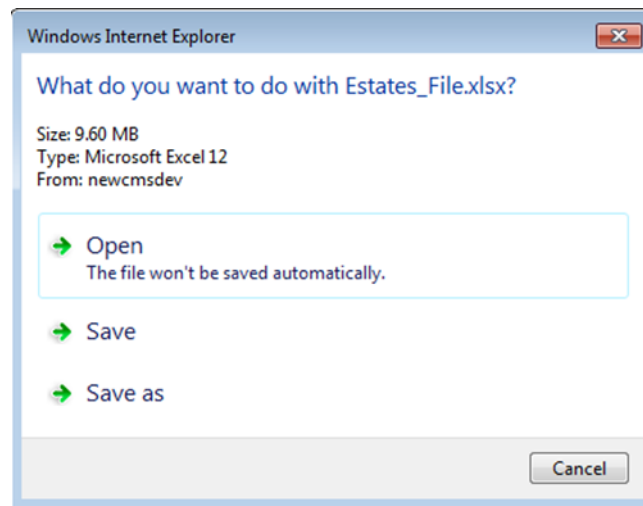 Windows Internet Explorer
What do you want to do with Estates_File.xlsx?
Size: 9.60 MB
Type: Microsoft Excel 12
From: newcmsdev
Open
The file won't be saved automatically.
Save
Save as
Cancel